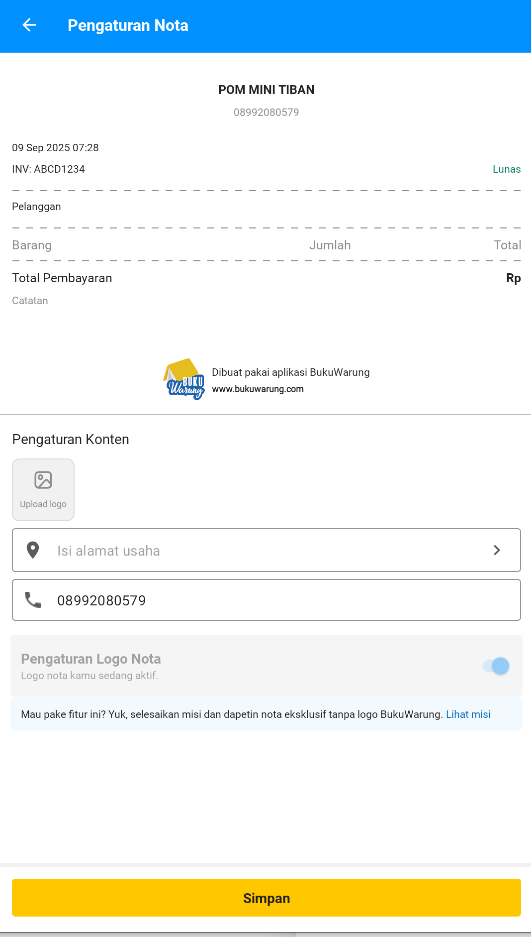 Pengaturan Nota
POM MINI TIBAN
08992080579
09 Sep 2025 07:28
INV: ABCD1234 Lunas
Pelanggan
Barang Jumlah Total
Total Pembayaran Rp
Catatan
BUKU
Warung
Dibuat pakai aplikasi BukuWarung
www.bukuwarung.com
Pengaturan Konten
Upload logo
Isi alamat usaha
08992080579
Pengaturan Logo Nota
Logo nota kamu sedang aktif.
Mau pake fitur ini? Yuk, selesaikan misi dan dapetin nota eksklusif tanpa logo BukuWarung. Lihat misi
Simpan